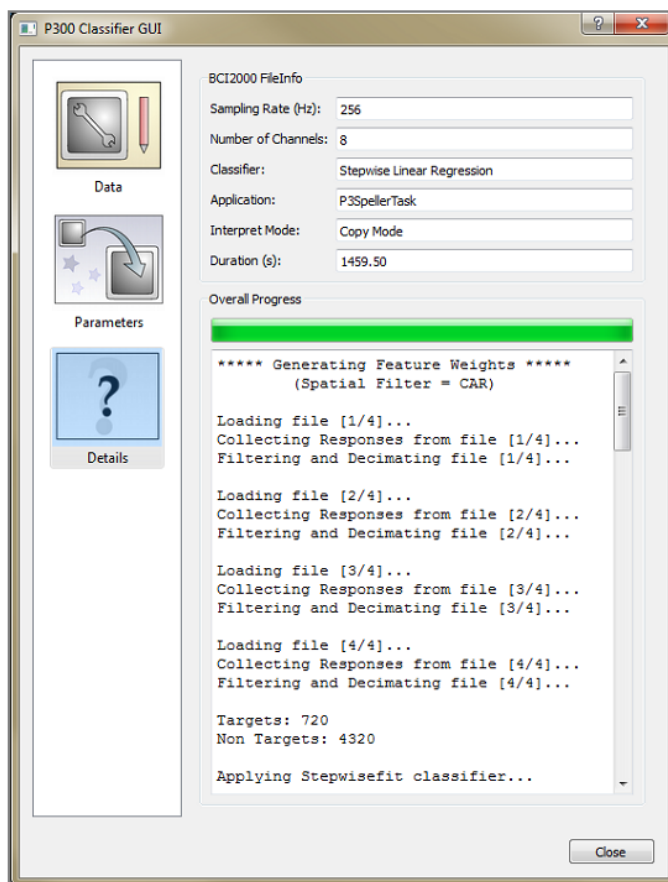 P300 Classifier GUI
Data
Parameters
?
Details
BCI2000 FileInfo
Sampling Rate (Hz): 256
Number of Channels: 8
Classifier: Stepwise Linear Regression
Application: P3SpellerTask
Interpret Mode: Copy Mode
Duration (s): 1459.50
Overall Progress
***** Generating Feature Weights *****
(Spatial Filter = CAR)
Loading file [1/4]...
Collecting Responses from file [1/4]...
Filtering and Decimating file [1/4]...
Loading file [2/4]...
Collecting Responses from file [2/4]...
Filtering and Decimating file [2/4]...
Loading file [3/4]...
Collecting Responses from file [3/4]...
Filtering and Decimating file [3/4]...
Loading file [4/4]...
Collecting Responses from file [4/4]...
Filtering and Decimating file [4/4]...
Targets: 720
Non Targets: 4320
Applying Stepwisefit classifier...
Close